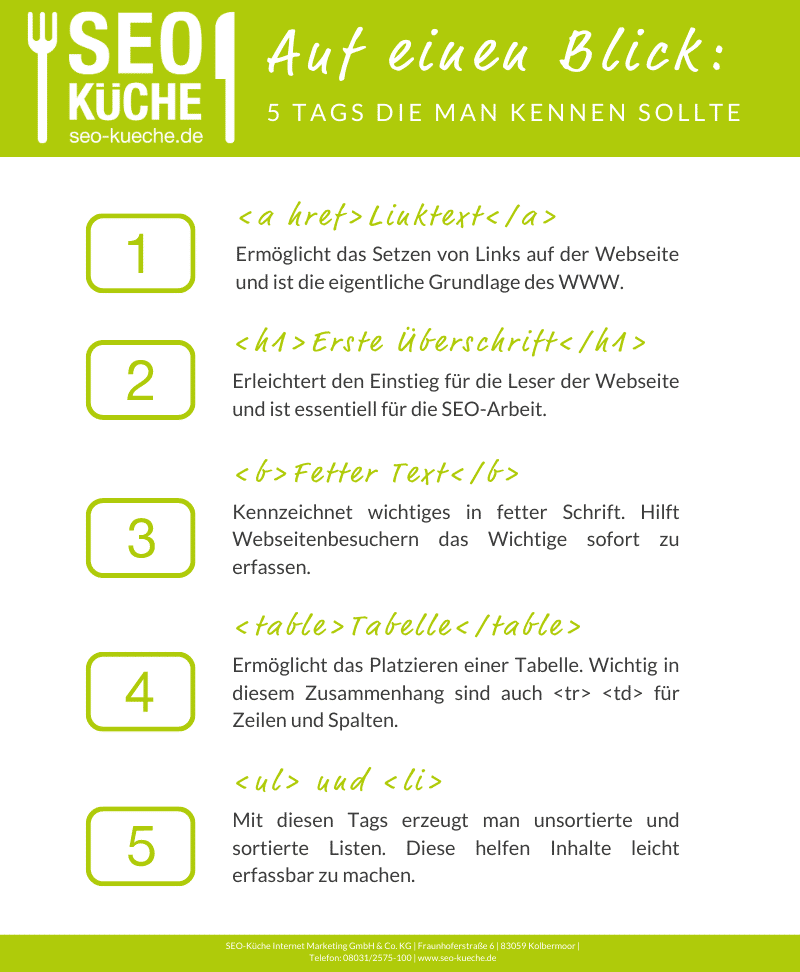 SEO
KÜCHE
seo-kueche.de
Auf einen Blick:
5 TAGS DIE MAN KENNEN SOLLTE
1
<a href>Linktext</a>
Ermöglicht das Setzen von Links auf der Webseite
und ist die eigentliche Grundlage des WWW.
2
<h1>Erste Überschrift</h1>
Erleichtert den Einstieg für die Leser der Webseite
und ist essentiell für die SEO-Arbeit.
3
<b>Fetter Text</b>
Kennzeichnet wichtiges in fetter Schrift. Hilft
Webseitenbesuchern das Wichtige sofort zu
erfassen.
4
<table>Tabelle</table>
Ermöglicht das Platzieren einer Tabelle. Wichtig in
diesem Zusammenhang sind auch <tr> <td> für
Zeilen und Spalten.
5
<ul> und <li>
Mit diesen Tags erzeugt man unsortierte und
sortierte Listen. Diese helfen Inhalte leicht
erfassbar zu machen.
SEO-Küche Internet Marketing GmbH & Co. KG | Fraunhoferstraße 6 | 83059 Kolbermoor |
Telefon: 08031/2575-100 | www.seo-kueche.de